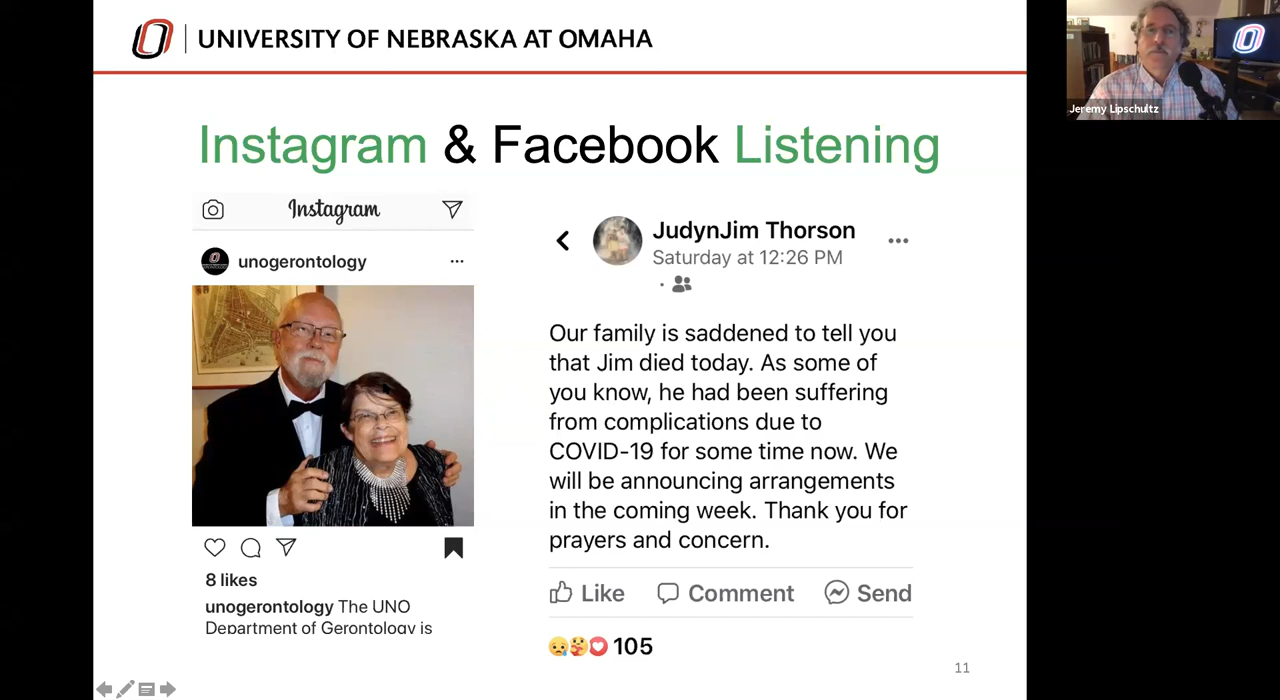 UNIVERSITY OF NEBRASKA AT OMAHA
Jeremy Lipschultz
Instagram & Facebook Listening
Instagram
unogerontology
JudynJim Thorson
Saturday at 12:26 PM
Our family is saddened to tell you
that Jim died today. As some of
you know, he had been suffering
from complications due to
COVID-19 for some time now. We
will be announcing arrangements
in the coming week. Thank you for
prayers and concern.
8 likes
unogerontology The UNO
Department of Gerontology is
Like Comment Send
105
11